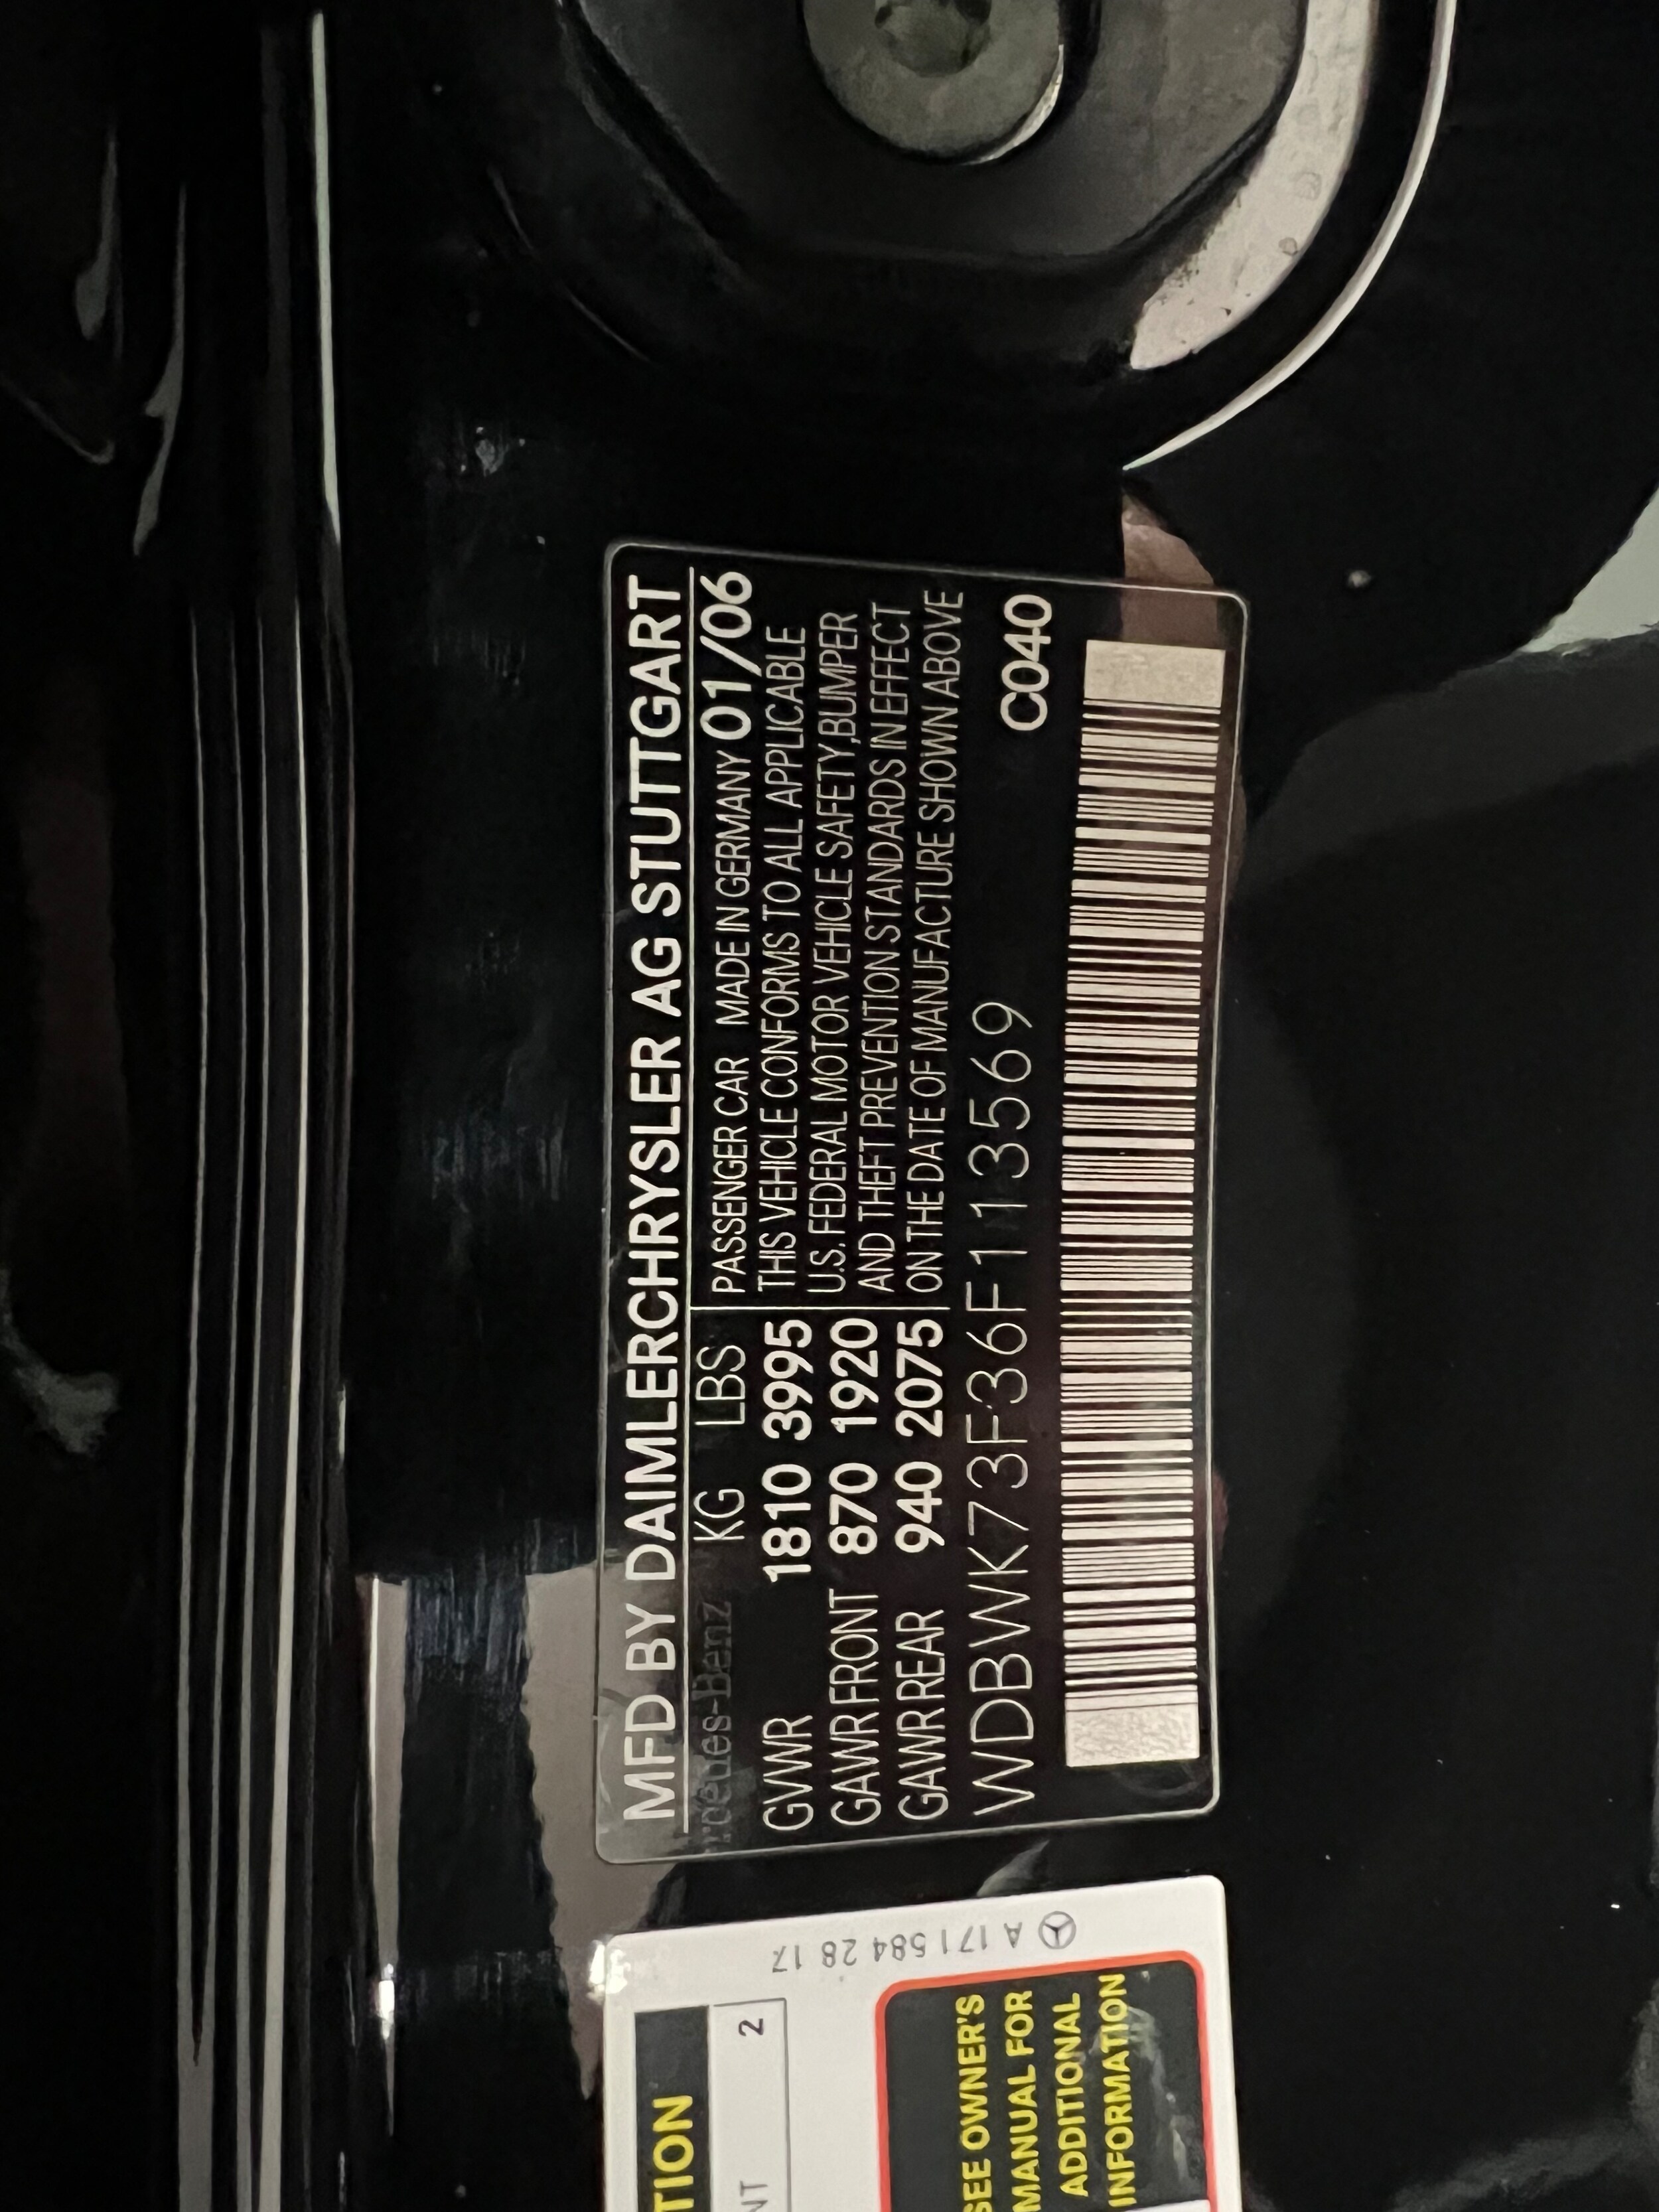 MFD BY DAIMLERCHRYSLER AG STUTTGART
KG LBS
GVWR 1810 3995
GAWR FRONT 870 1920
GAWR REAR 940 2075
PASSENGER CAR MADE IN GERMANY 01/06
THIS VEHICLE CONFORMS TO ALL APPLICABLE
U.S. FEDERAL MOTOR VEHICLE SAFETY,BUMPER
AND THEFT PREVENTION STANDARDS IN EFFECT
ON THE DATE OF MANUFACTURE SHOWN ABOVE
WDBWK73F36F113569
C040
A 171 584 28 17
2
SEE OWNER'S
MANUAL FOR
ADDITIONAL
INFORMATION